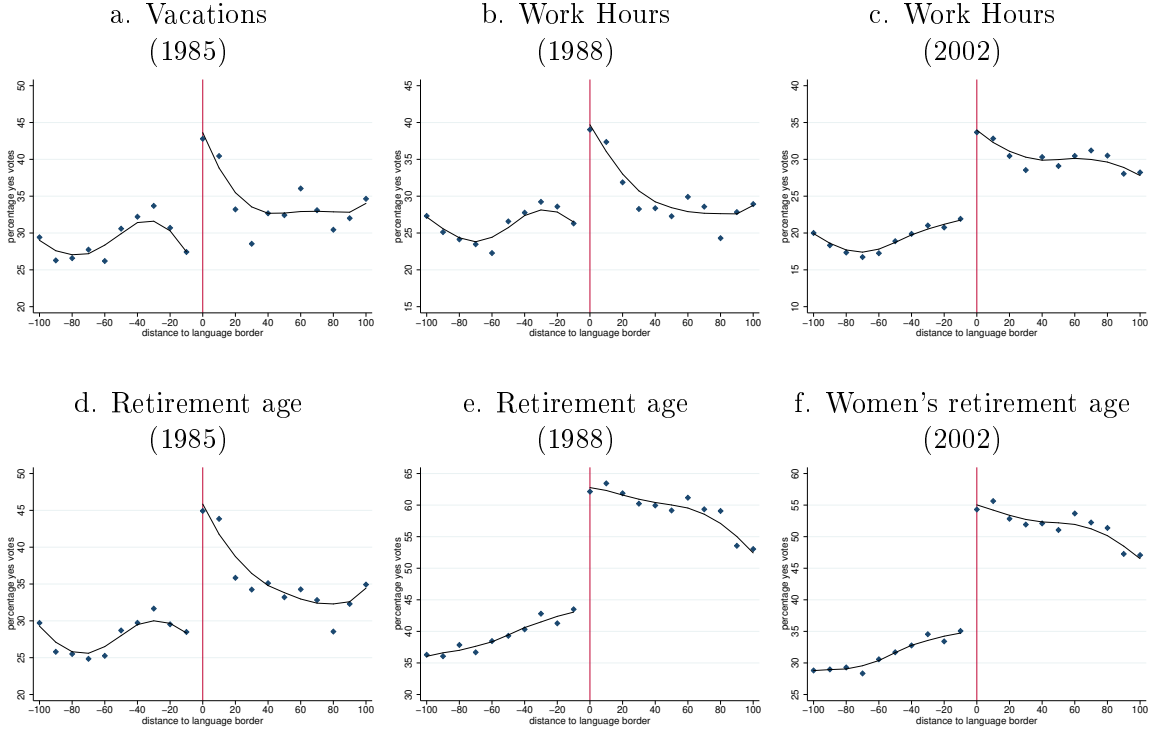 a. Vacations
(1985)
b. Work Hours
(1988)
c. Work Hours
(2002)
percentage yes votes
50
45
40
35
30
25
20
−100 −80 −60 −40 −20 0 20 40 60 80 100
distance to language border
percentage yes votes
45
40
35
30
25
20
15
−100 −80 −60 −40 −20 0 20 40 60 80 100
distance to language border
percentage yes votes
40
35
30
25
20
15
10
−100 −80 −60 −40 −20 0 20 40 60 80 100
distance to language border
d. Retirement age
(1985)
e. Retirement age
(1988)
f. Women's retirement age
(2002)
percentage yes votes
50
45
40
35
30
25
20
−100 −80 −60 −40 −20 0 20 40 60 80 100
distance to language border
percentage yes votes
65
60
55
50
45
40
35
30
−100 −80 −60 −40 −20 0 20 40 60 80 100
distance to language border
percentage yes votes
60
55
50
45
40
35
30
25
−100 −80 −60 −40 −20 0 20 40 60 80 100
distance to language border